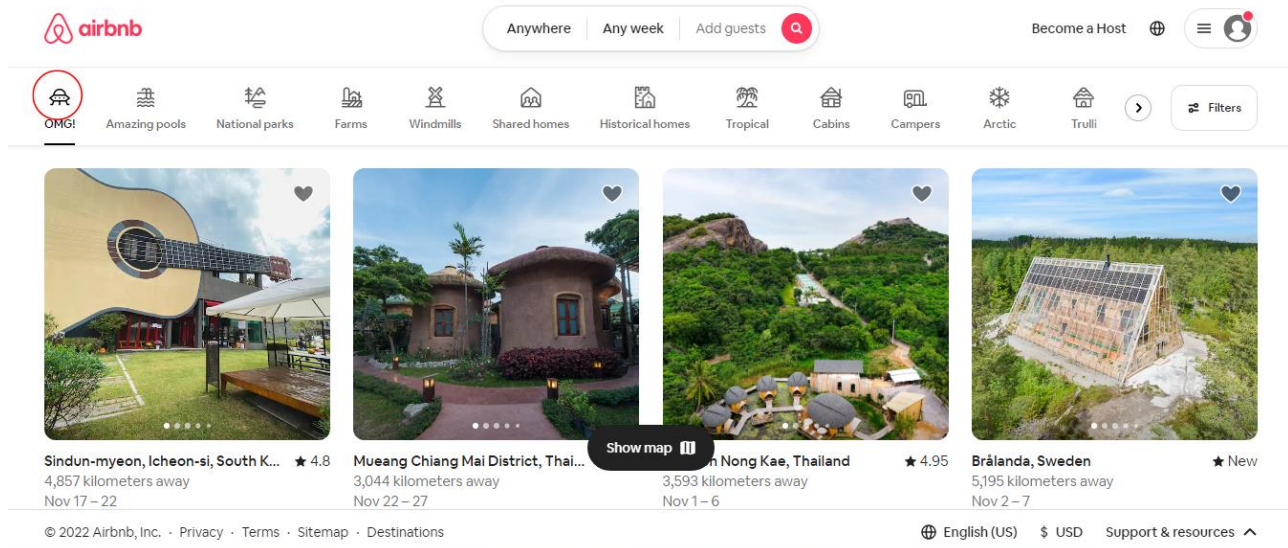 airbnb
Anywhere Any week Add guests
Become a Host
OMG! Amazing pools National parks Farms Windmills Shared homes Historical homes Tropical Cabins Campers Arctic Trulli
Filters
Sindun-myeon, Icheon-si, South K... ★ 4.8
4,857 kilometers away
Nov 17 – 22
Mueang Chiang Mai District, Thai...
3,044 kilometers away
Nov 22 – 27
Show map
n Nong Kae, Thailand ★ 4.95
3,593 kilometers away
Nov 1 – 6
Brålanda, Sweden ★ New
5,195 kilometers away
Nov 2 – 7
© 2022 Airbnb, Inc. · Privacy · Terms · Sitemap · Destinations
English (US) $ USD Support & resources